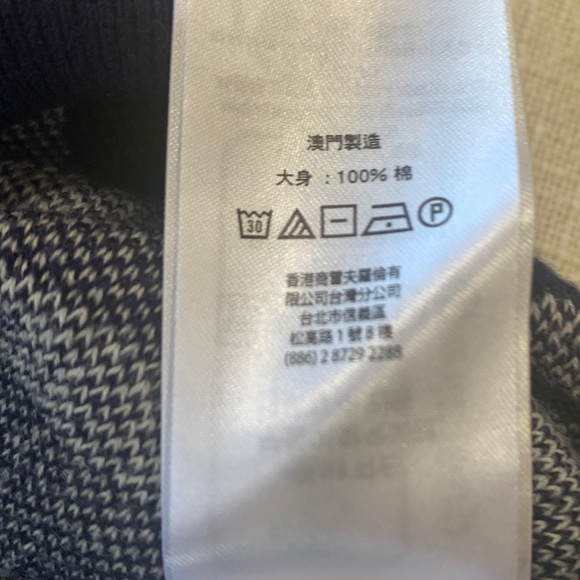 澳門製造
大身 : 100% 棉
30 P
香港商雷夫羅倫有
限公司台灣分公司
台北市信義區
松高路 1 號 8 樓
(886) 2 8729 2288